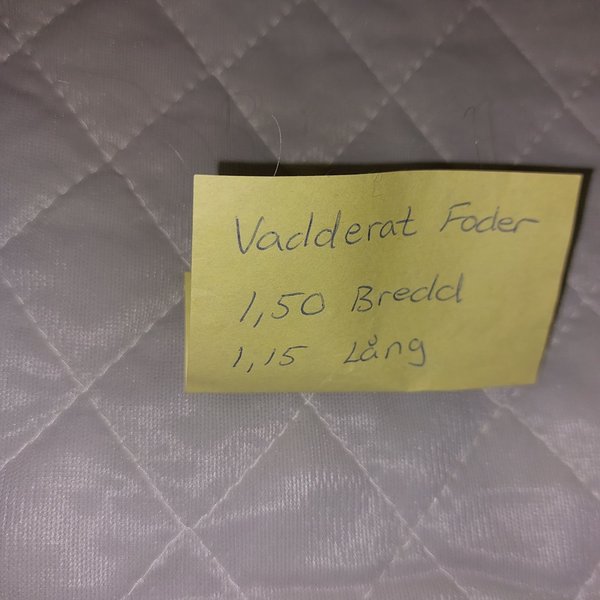 Vadderat Foder
1,50 Bredd
1,15 Lång